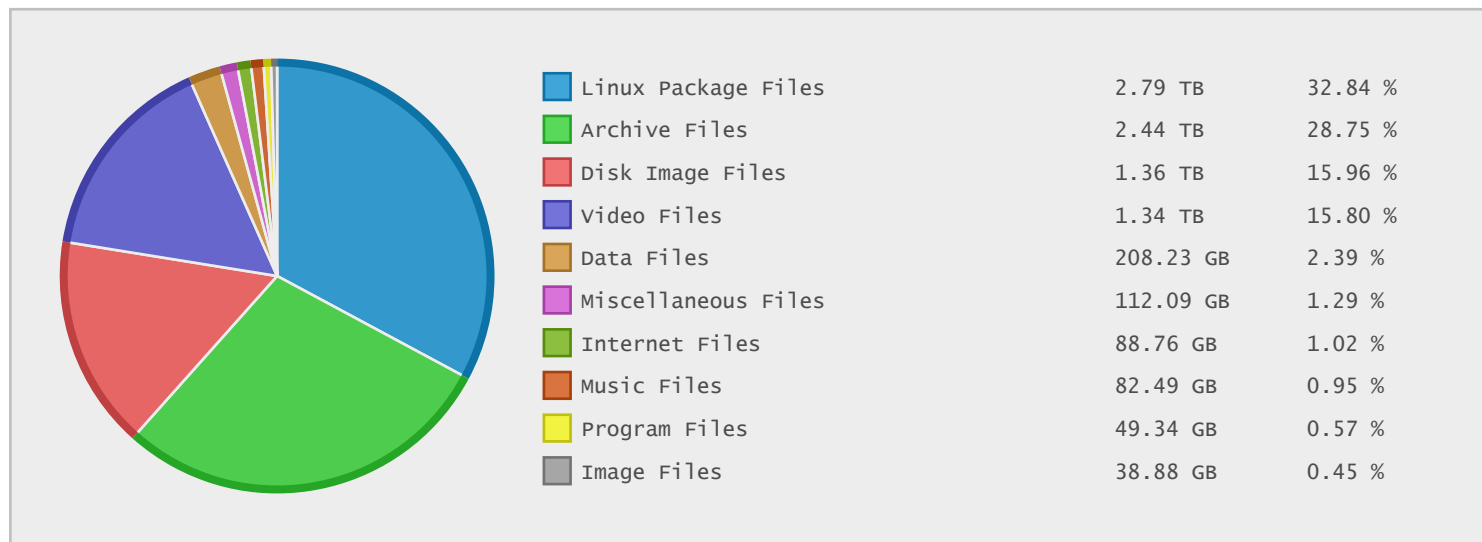 Linux Package Files 2.79 TB 32.84 %
Archive Files 2.44 TB 28.75 %
Disk Image Files 1.36 TB 15.96 %
Video Files 1.34 TB 15.80 %
Data Files 208.23 GB 2.39 %
Miscellaneous Files 112.09 GB 1.29 %
Internet Files 88.76 GB 1.02 %
Music Files 82.49 GB 0.95 %
Program Files 49.34 GB 0.57 %
Image Files 38.88 GB 0.45 %